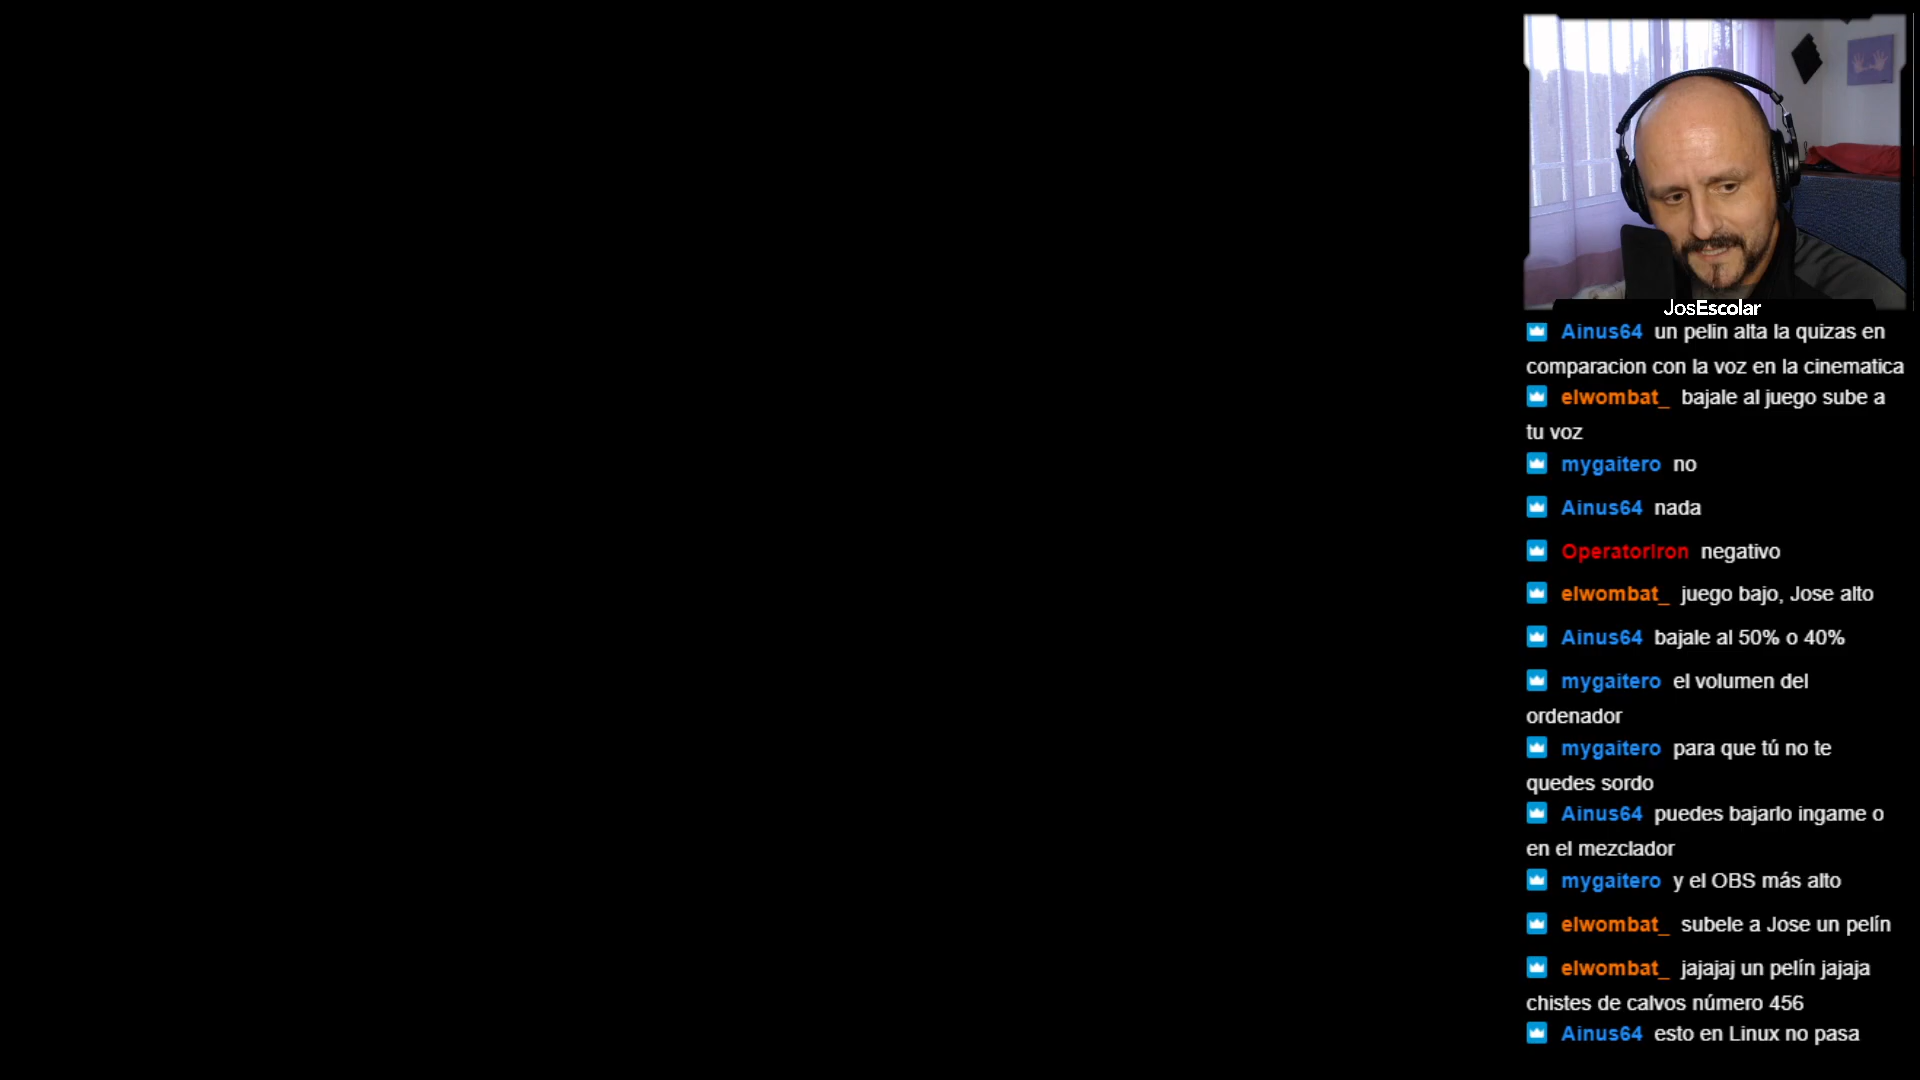 JosEscolar
Ainus64 un pelin alta la quizas en
comparacion con la voz en la cinematica
elwombat_ bajale al juego sube a
tu voz
mygaitero no
Ainus64 nada
OperatorIron negativo
elwombat_ juego bajo, Jose alto
Ainus64 bajale al 50% o 40%
mygaitero el volumen del
ordenador
mygaitero para que tú no te
quedes sordo
Ainus64 puedes bajarlo ingame o
en el mezclador
mygaitero y el OBS más alto
elwombat_ subele a Jose un pelín
elwombat_ jajajaj un pelín jajaja
chistes de calvos número 456
Ainus64 esto en Linux no pasa